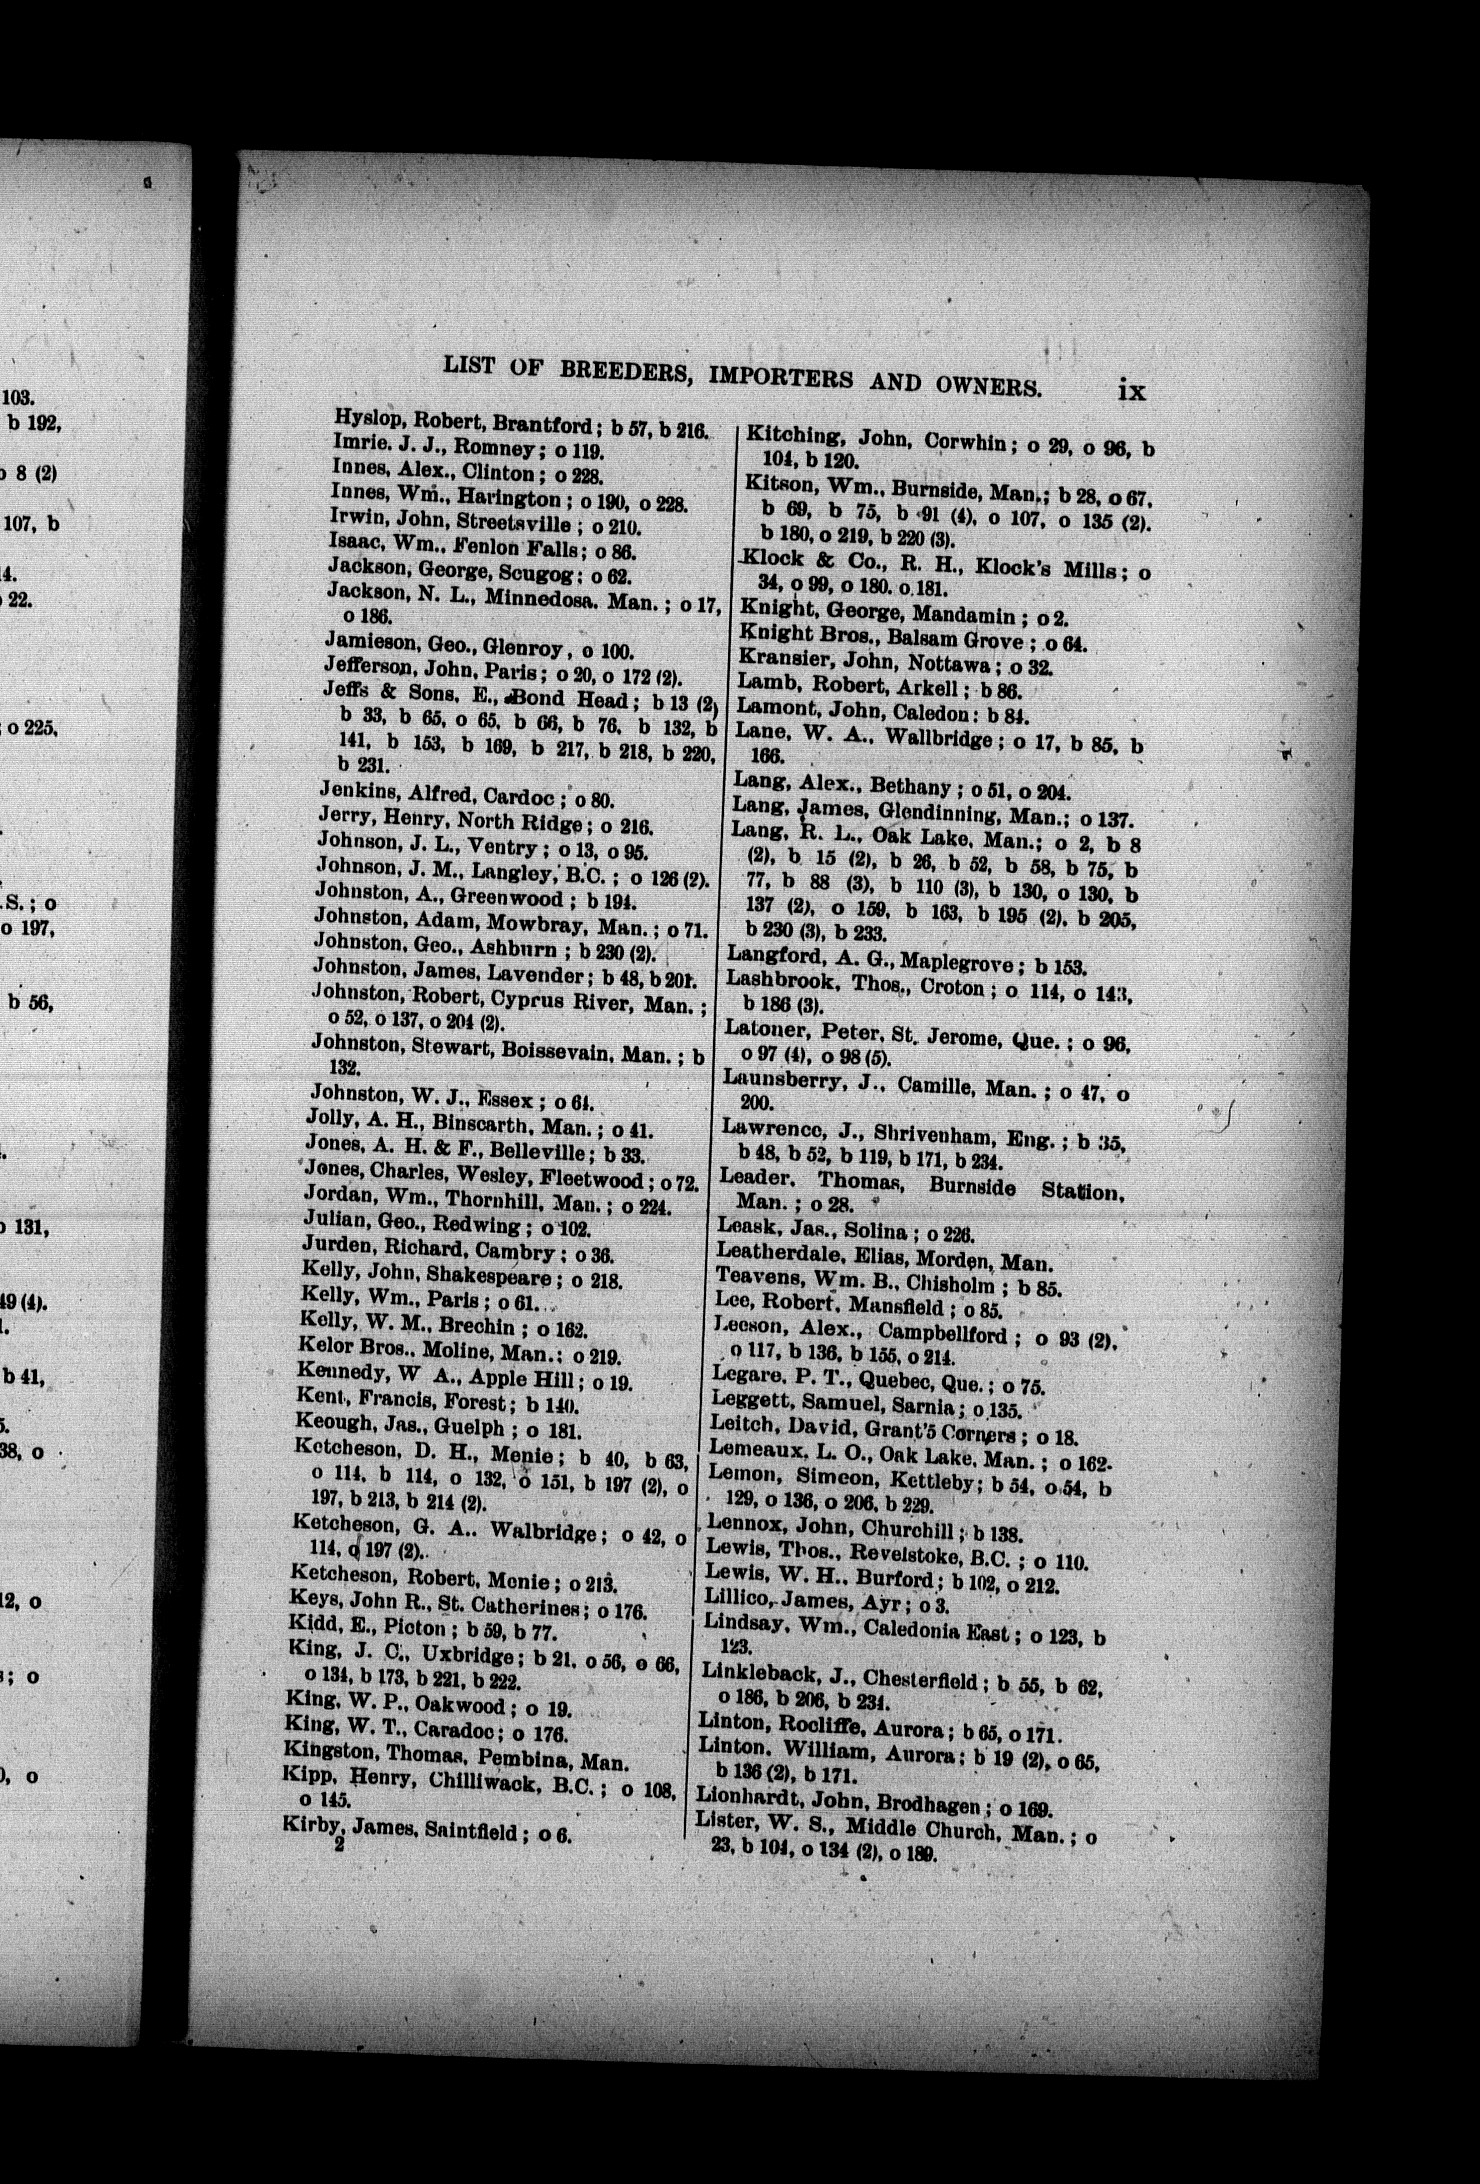 103.
b 192,
b 8 (2)
107, b
14.
22.
; o 225,
.S. ; o
o 197,
b 56,
o 131,
49 (4).
b 41,
38, o
12, o
; o
0, o
LIST OF BREEDERS, IMPORTERS AND OWNERS. ix
Hyslop, Robert, Brantford; b 57, b 216.
Imrie. J. J., Romney; o 119.
Innes, Alex., Clinton; o 228.
Innes, Wm., Harington; o 190, o 228.
Irwin, John, Streetsville; o 210.
Isaac, Wm., Fenlon Falls; o 86.
Jackson, George, Scugog; o 62.
Jackson, N. L., Minnedosa. Man.; o 17,
o 186.
Jamieson, Geo., Glenroy, o 100.
Jefferson, John, Paris; o 20, o 172 (2).
Jeffs & Sons, E., Bond Head; b 13 (2)
b 33, b 65, o 65, b 66, b 76, b 132, b
141, b 153, b 169, b 217, b 218, b 220,
b 231.
Jenkins, Alfred, Cardoc; o 80.
Jerry, Henry, North Ridge; o 216.
Johnson, J. L., Ventry; o 13, o 95.
Johnson, J. M., Langley, B.C.; o 126 (2).
Johnston, A., Greenwood; b 194.
Johnston, Adam, Mowbray, Man.; o 71.
Johnston, Geo., Ashburn; b 230 (2).
Johnston, James, Lavender; b 48, b 201.
Johnston, Robert, Cyprus River, Man.;
o 52, o 137, o 204 (2).
Johnston, Stewart, Boissevain, Man.; b
132.
Johnston, W. J., Essex; o 64.
Jolly, A. H., Binscarth, Man.; o 41.
Jones, A. H. & F., Belleville; b 33.
Jones, Charles, Wesley, Fleetwood; o 72.
Jordan, Wm., Thornhill, Man.; o 224.
Julian, Geo., Redwing; o 102.
Jurden, Richard, Cambry; o 36.
Kelly, John, Shakespeare; o 218.
Kelly, Wm., Paris; o 61.
Kelly, W. M., Brechin; o 162.
Kelor Bros., Moline, Man.; o 219.
Kennedy, W A., Apple Hill; o 19.
Kent, Francis, Forest; b 140.
Keough, Jas., Guelph; o 181.
Ketcheson, D. H., Menie; b 40, b 63,
o 114, b 114, o 132, o 151, b 197 (2), o
197, b 213, b 214 (2).
Ketcheson, G. A.. Walbridge; o 42, o
114, o 197 (2).
Ketcheson, Robert, Menie; o 213.
Keys, John R., St. Catherines; o 176.
Kidd, E., Picton; b 59, b 77.
King, J. C., Uxbridge; b 21, o 56, o 66,
o 134, b 173, b 221, b 222.
King, W. P., Oakwood; o 19.
King, W. T., Caradoc; o 176.
Kingston, Thomas, Pembina, Man.
Kipp, Henry, Chilliwack, B.C.; o 108,
o 145.
Kirby, James, Saintfield; o 6.
2
Kitching, John, Corwhin; o 29, o 96, b
104, b 120.
Kitson, Wm., Burnside, Man.; b 28, o 67,
b 69, b 75, b 91 (4), o 107, o 135 (2).
b 180, o 219, b 220 (3).
Klock & Co., R. H., Klock's Mills; o
34, o 99, o 180. o 181.
Knight, George, Mandamin; o 2.
Knight Bros., Balsam Grove; o 64.
Kransier, John, Nottawa; o 32.
Lamb, Robert, Arkell; b 86.
Lamont, John, Caledon: b 84.
Lane, W. A., Wallbridge; o 17, b 85, b
166.
Lang, Alex., Bethany; o 51, o 204.
Lang, James, Glendinning, Man.; o 137.
Lang, R. L., Oak Lake, Man.; o 2, b 8
(2), b 15 (2), b 26, b 52, b 58, b 75, b
77, b 88 (3), b 110 (3), b 130, o 130, b
137 (2), o 159, b 163, b 195 (2), b 205,
b 230 (3), b 233.
Langford, A. G., Maplegrove; b 153.
Lashbrook, Thos., Croton; o 114, o 143,
b 186 (3).
Latoner, Peter, St. Jerome, Que.; o 96,
o 97 (4), o 98 (5).
Launsberry, J., Camille, Man.; o 47, o
200.
Lawrence, J., Shrivenham, Eng.; b 35,
b 48, b 52, b 119, b 171, b 234.
Leader. Thomas, Burnside Station,
Man.; o 28.
Leask, Jas., Solina; o 226.
Leatherdale, Elias, Morden, Man.
Teavens, Wm. B., Chisholm; b 85.
Lee, Robert, Mansfield; o 85.
Leeson, Alex., Campbellford; o 93 (2),
o 117, b 136, b 155, o 214.
Legare, P. T., Quebec, Que.; o 75.
Leggett, Samuel, Sarnia; o 135.
Leitch, David, Grant's Corners; o 18.
Lemeaux, L. O., Oak Lake, Man.; o 162.
Lemon, Simeon, Kettleby; b 54, o 54, b
129, o 136, o 206, b 229.
Lennox, John, Churchill; b 138.
Lewis, Thos., Revelstoke, B.C.; o 110.
Lewis, W. H., Burford; b 102, o 212.
Lillico, James, Ayr; o 3.
Lindsay, Wm., Caledonia East; o 123, b
123.
Linkleback, J., Chesterfield; b 55, b 62,
o 186, b 206, b 234.
Linton, Rocliffe, Aurora; b 65, o 171.
Linton. William, Aurora; b 19 (2), o 65,
b 136 (2), b 171.
Lionhardt, John, Brodhagen; o 169.
Lister, W. S., Middle Church, Man.; o
23, b 104, o 134 (2), o 189.